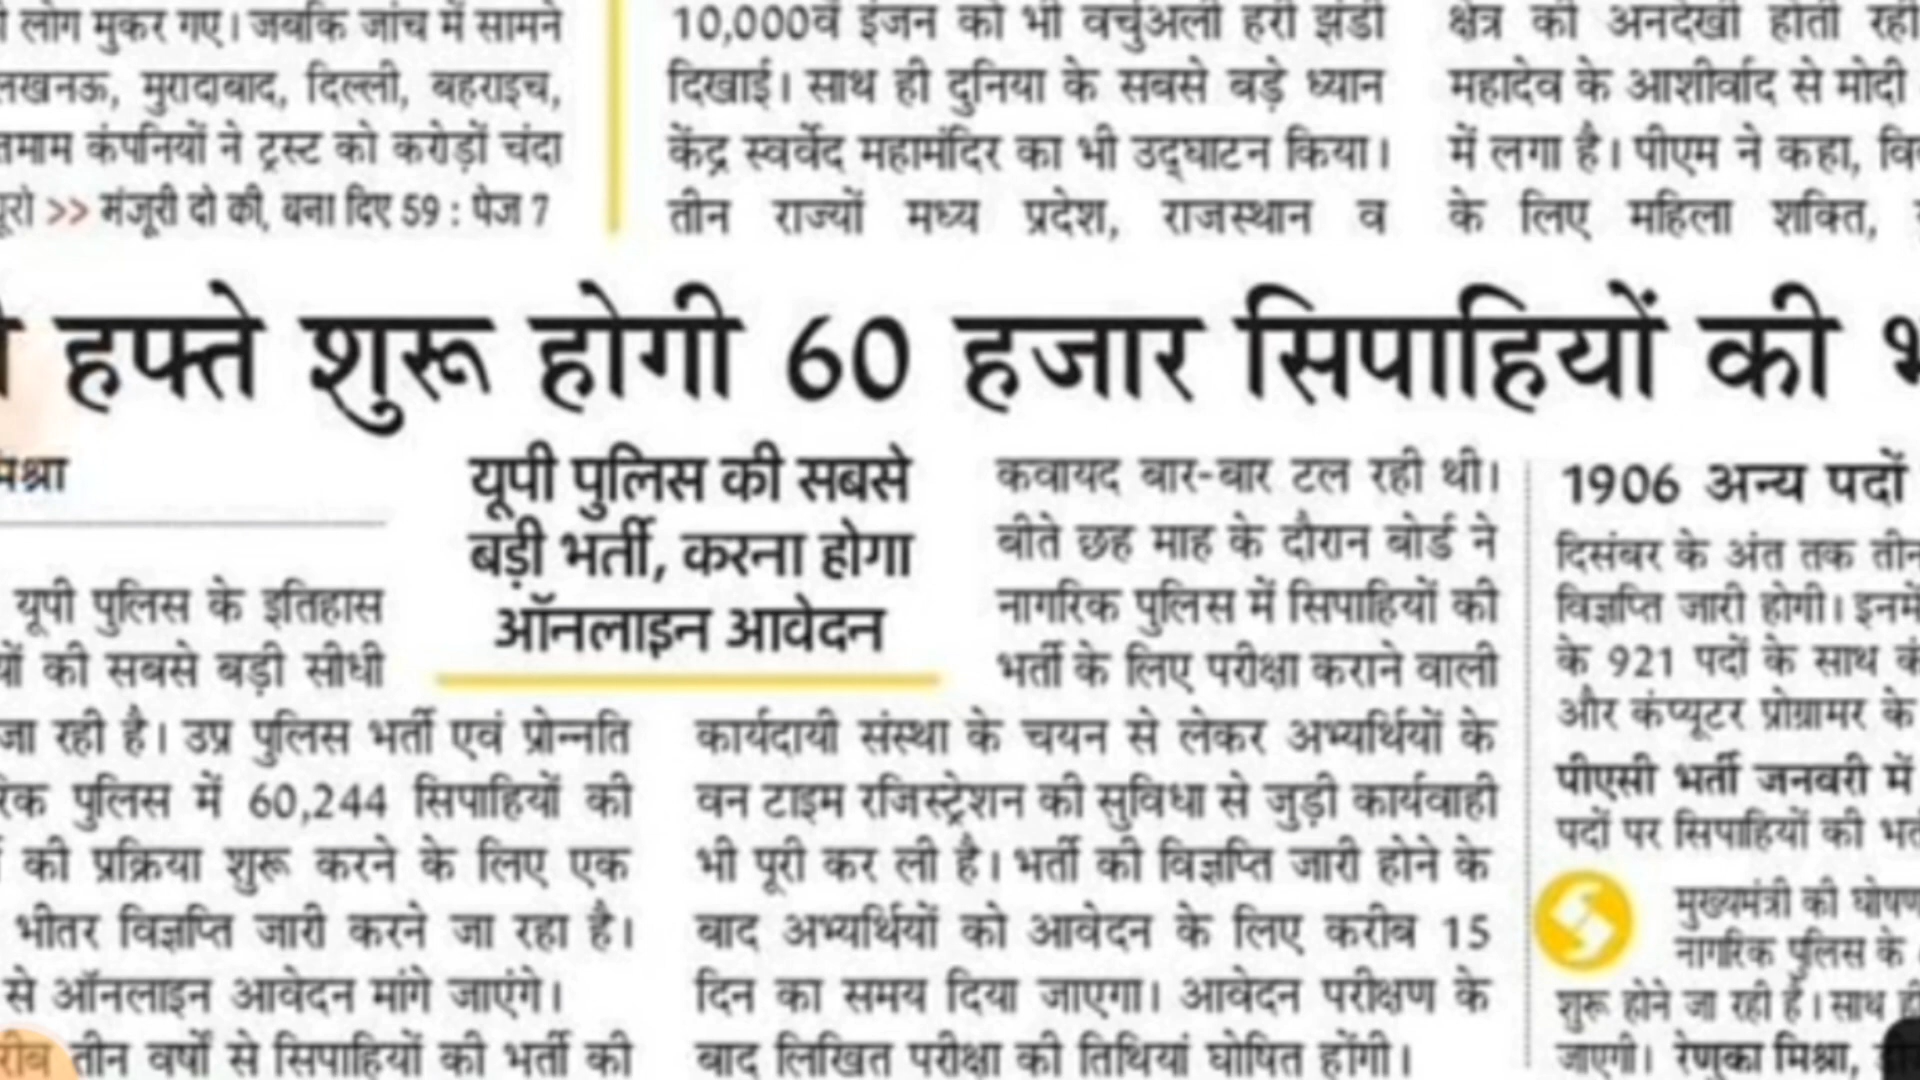 लोग मुकर गए। जबकि जांच में सामने
लखनऊ, मुरादाबाद, दिल्ली, बहराइच,
तमाम कंपनियों ने ट्रस्ट को करोड़ों चंदा
>> मंजूरी दो की, बना दिए 59 : पेज 7
10,000वें इंजन को भी वर्चुअली हरी झंडी
दिखाई। साथ ही दुनिया के सबसे बड़े ध्यान
केंद्र स्वर्वेद महामंदिर का भी उद्घाटन किया।
तीन राज्यों मध्य प्रदेश, राजस्थान व
क्षेत्र की अनदेखी होती रही
महादेव के आशीर्वाद से मोदी
में लगा है। पीएम ने कहा,
के लिए महिला शक्ति,
हफ्ते शुरू होगी 60 हजार सिपाहियों की
यूपी पुलिस के इतिहास
की सबसे बड़ी सीधी
जा रही है। उप्र पुलिस भर्ती एवं प्रोन्नति
पुलिस में 60,244 सिपाहियों की
की प्रक्रिया शुरू करने के लिए एक
भीतर विज्ञप्ति जारी करने जा रहा है।
से ऑनलाइन आवेदन मांगे जाएंगे।
तीन वर्षों से सिपाहियों की भर्ती की
यूपी पुलिस की सबसे
बड़ी भर्ती, करना होगा
ऑनलाइन आवेदन
कवायद बार-बार टल रही थी।
बीते छह माह के दौरान बोर्ड ने
नागरिक पुलिस में सिपाहियों की
भर्ती के लिए परीक्षा कराने वाली
कार्यदायी संस्था के चयन से लेकर अभ्यर्थियों के
वन टाइम रजिस्ट्रेशन की सुविधा से जुड़ी कार्यवाही
भी पूरी कर ली है। भर्ती की विज्ञप्ति जारी होने के
बाद अभ्यर्थियों को आवेदन के लिए करीब 15
दिन का समय दिया जाएगा। आवेदन परीक्षण के
बाद लिखित परीक्षा की तिथियां घोषित होंगी।
1906 अन्य पदों
दिसंबर के अंत तक तीन
विज्ञप्ति जारी होगी। इनमें
के 921 पदों के साथ
और कंप्यूटर प्रोग्रामर के
पीएसी भर्ती जनवरी में
पदों पर सिपाहियों की
मुख्यमंत्री की
नागरिक पुलिस के
शुरू होने जा रही है। साथ ही
जाएगी। रेणुका मिश्रा,